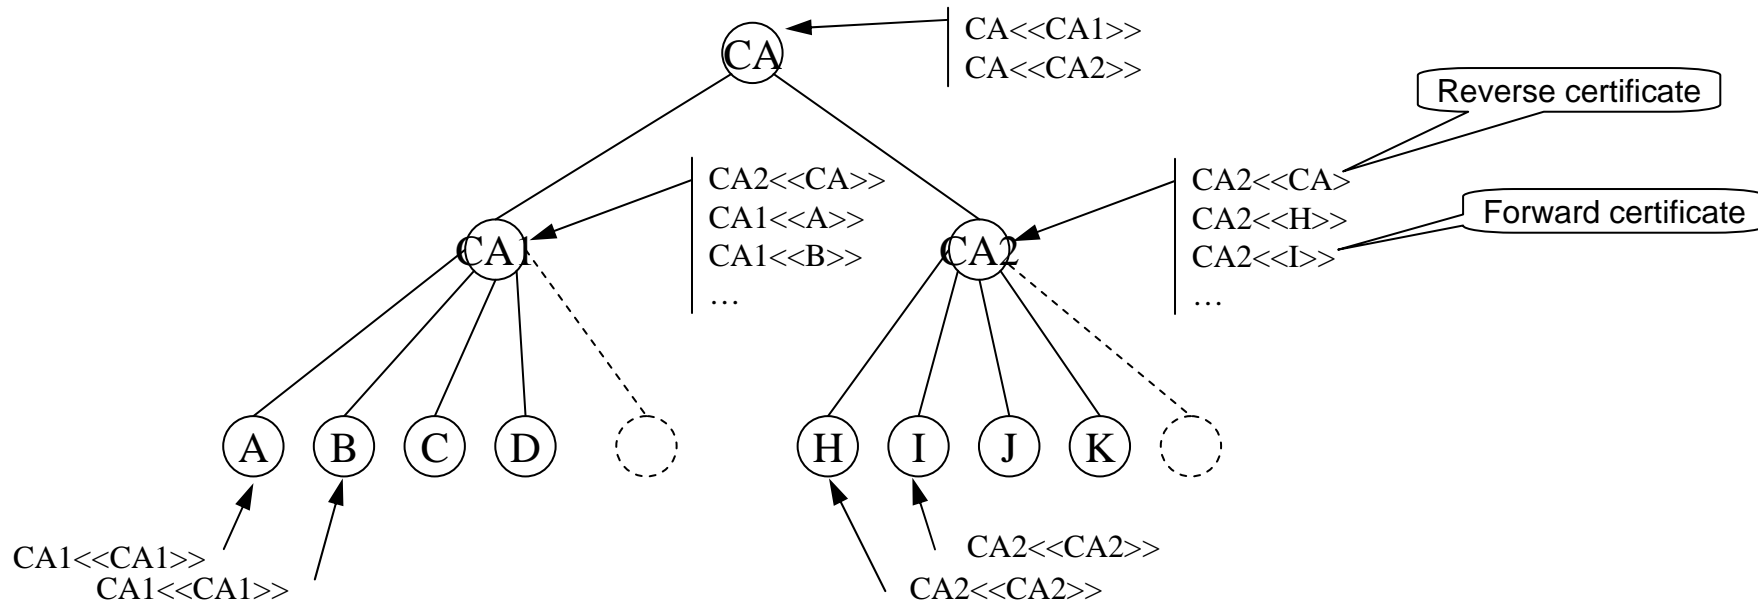 CA
CA<<CA1>>
CA<<CA2>>
Reverse certificate
CA1
CA2<<CA>>
CA1<<A>>
CA1<<B>>
…
CA2
CA2<<CA>
CA2<<H>>
CA2<<I>>
…
Forward certificate
A
B
C
D
H
I
J
K
CA1<<CA1>>
CA1<<CA1>>
CA2<<CA2>>
CA2<<CA2>>